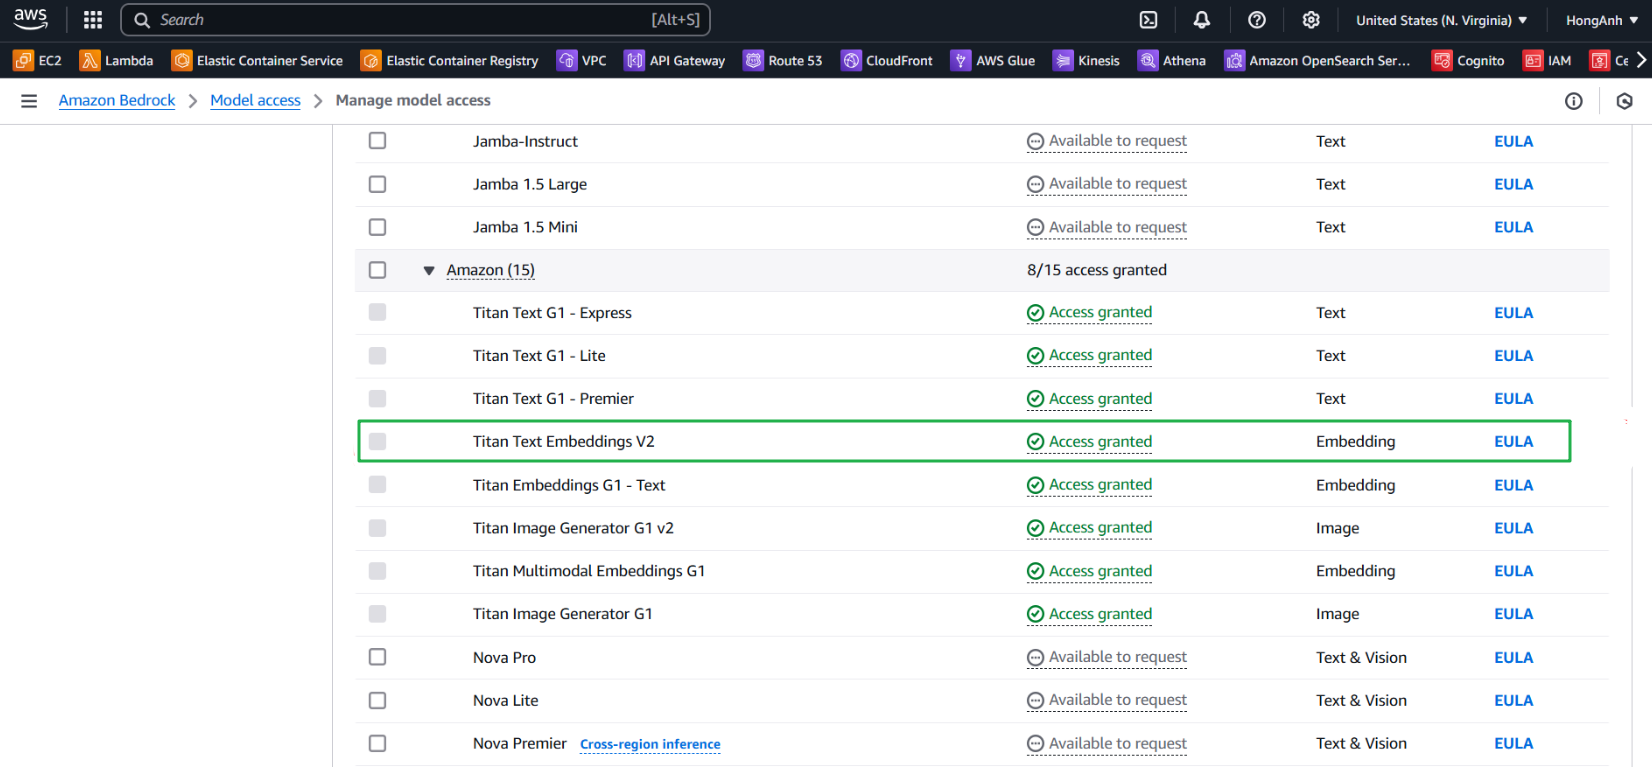 aws Search [Alt+S] United States (N. Virginia) HongAnh
EC2 Lambda Elastic Container Service Elastic Container Registry VPC API Gateway Route 53 CloudFront AWS Glue Kinesis Athena Amazon OpenSearch Ser... Cognito IAM Ce
Amazon Bedrock Model access Manage model access
Jamba-Instruct Available to request Text EULA
Jamba 1.5 Large Available to request Text EULA
Jamba 1.5 Mini Available to request Text EULA
Amazon (15) 8/15 access granted
Titan Text G1 - Express Access granted Text EULA
Titan Text G1 - Lite Access granted Text EULA
Titan Text G1 - Premier Access granted Text EULA
Titan Text Embeddings V2 Access granted Embedding EULA
Titan Embeddings G1 - Text Access granted Embedding EULA
Titan Image Generator G1 v2 Access granted Image EULA
Titan Multimodal Embeddings G1 Access granted Embedding EULA
Titan Image Generator G1 Access granted Image EULA
Nova Pro Available to request Text & Vision EULA
Nova Lite Available to request Text & Vision EULA
Nova Premier Cross-region inference Available to request Text & Vision EULA